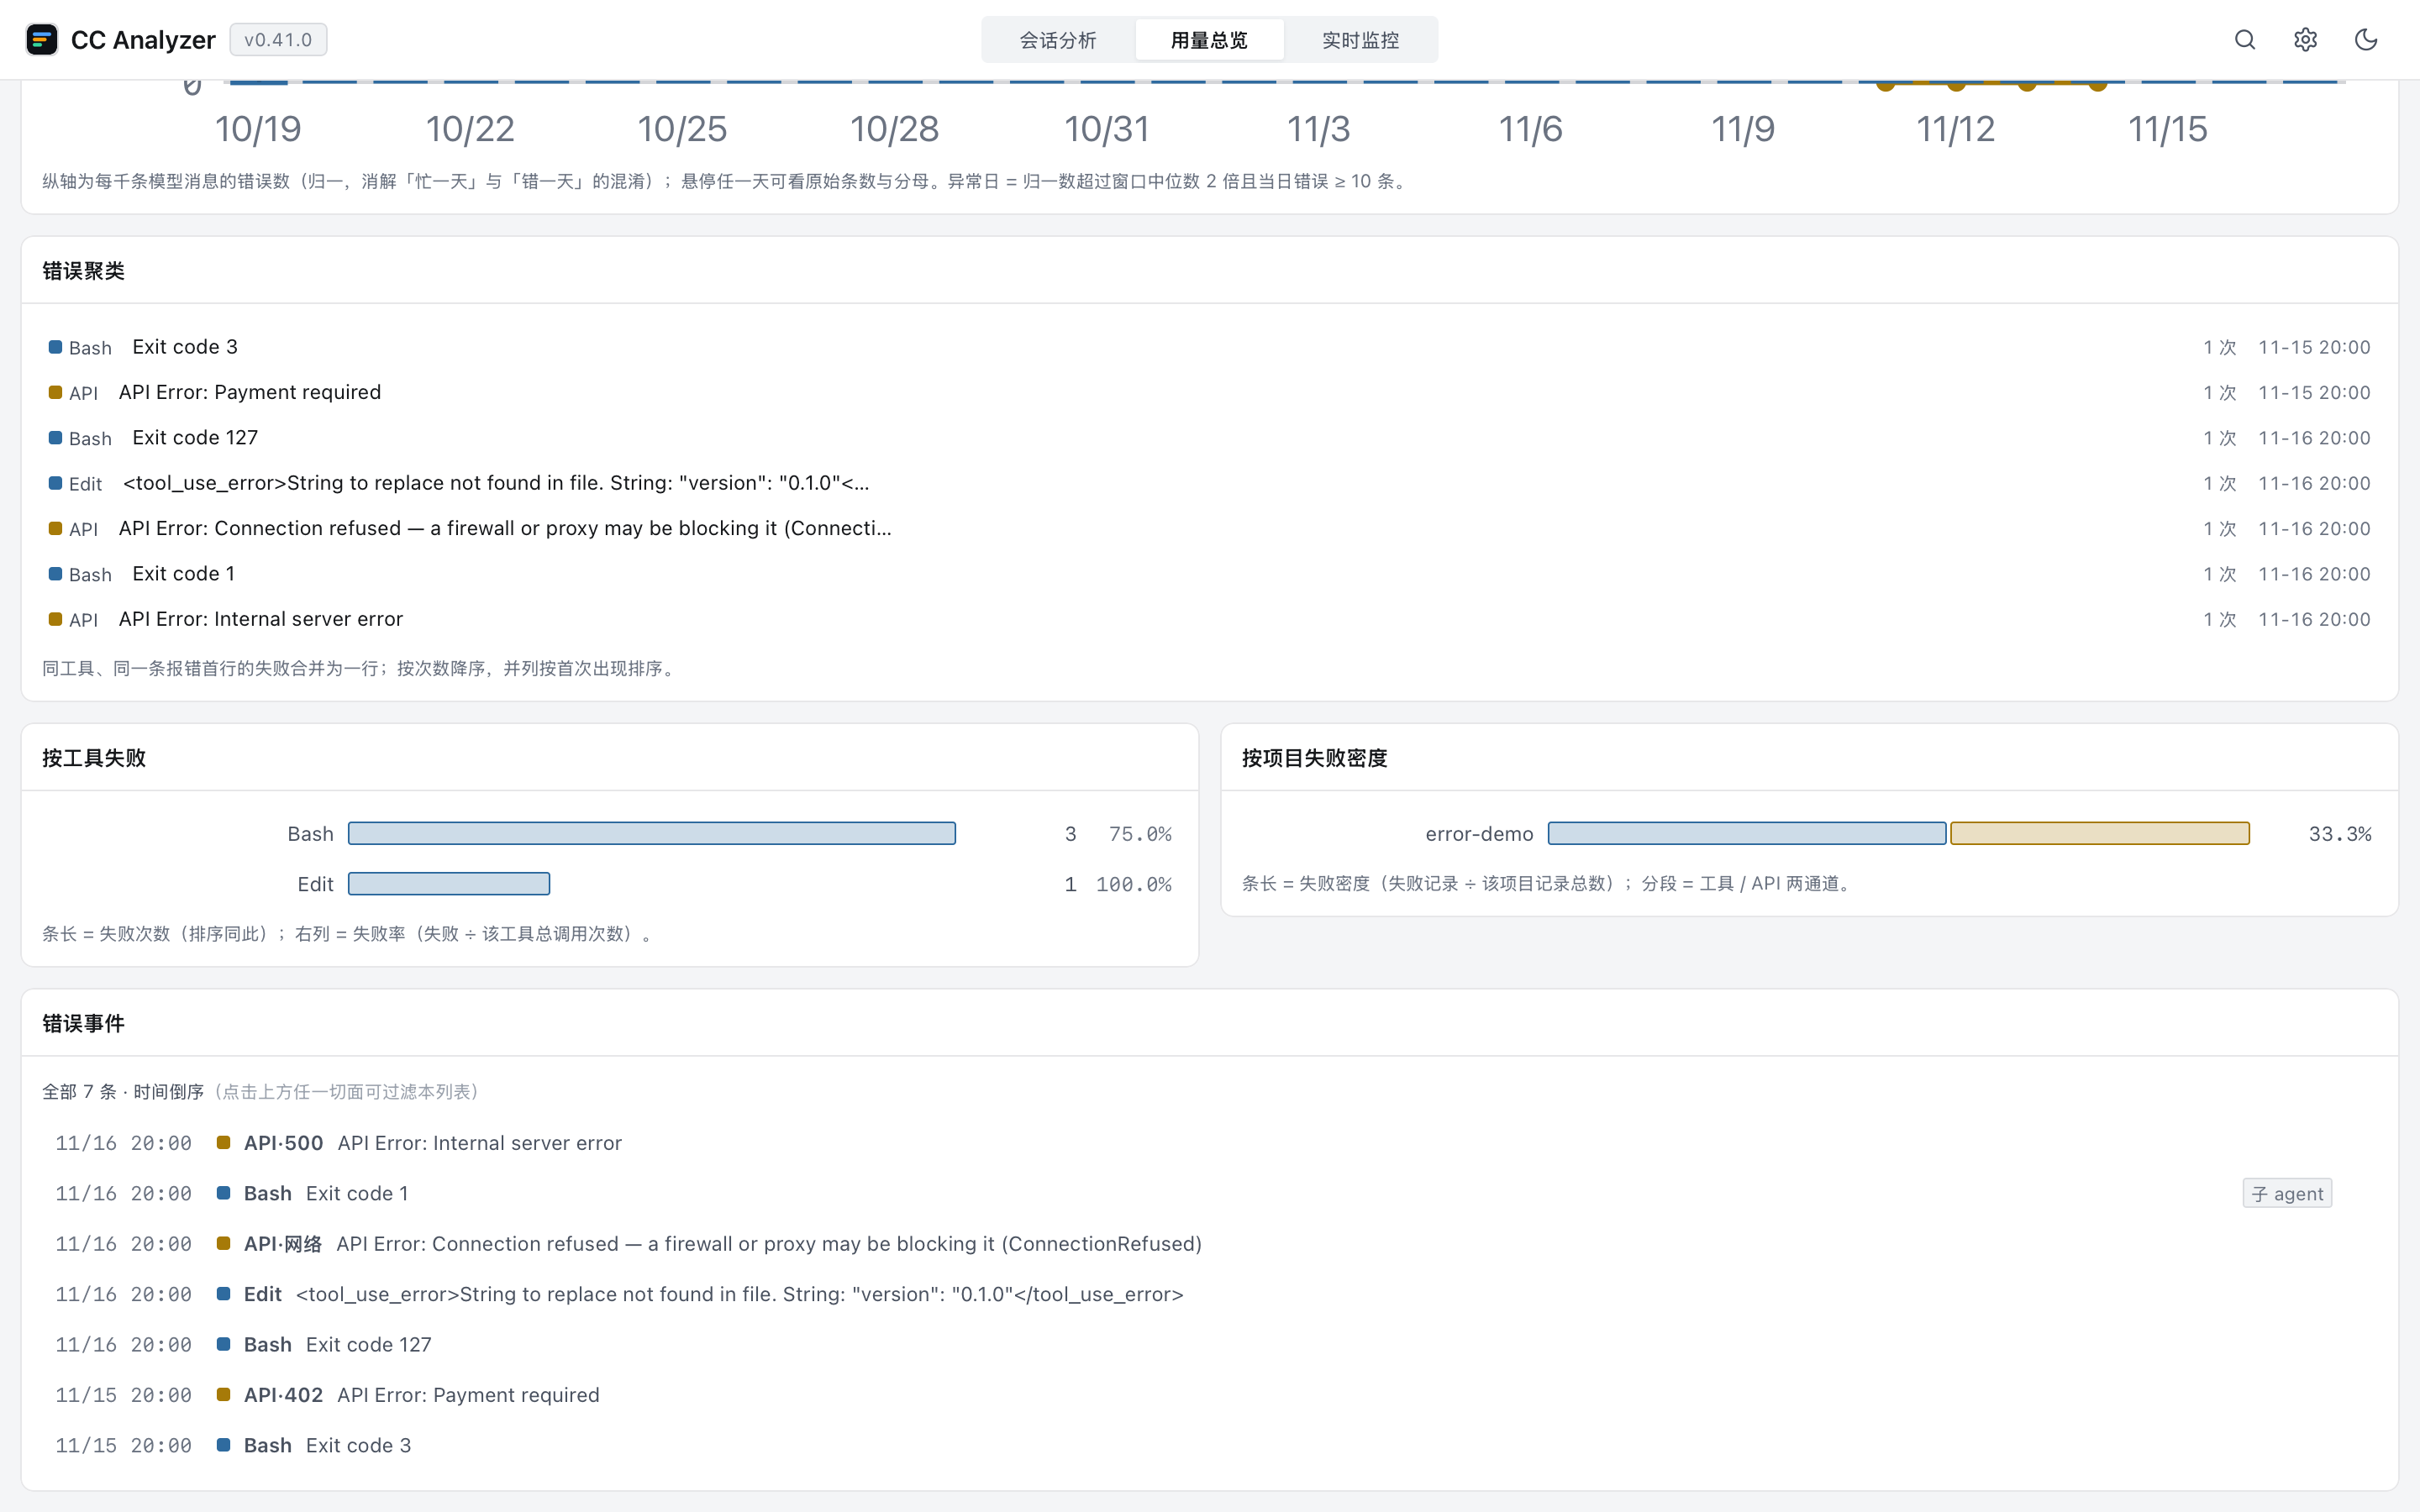 CC Analyzer v0.41.0 会话分析 用量总览 实时监控
0
10/19 10/22 10/25 10/28 10/31 11/3 11/6 11/9 11/12 11/15
纵轴为每千条模型消息的错误数（归一，消解「忙一天」与「错一天」的混淆）；悬停任一天可看原始条数与分母。异常日 = 归一数超过窗口中位数 2 倍且当日错误 ≥ 10 条。
错误聚类
Bash Exit code 3 1 次 11-15 20:00
API API Error: Payment required 1 次 11-15 20:00
Bash Exit code 127 1 次 11-16 20:00
Edit <tool_use_error>String to replace not found in file. String: "version": "0.1.0"<... 1 次 11-16 20:00
API API Error: Connection refused — a firewall or proxy may be blocking it (Connecti... 1 次 11-16 20:00
Bash Exit code 1 1 次 11-16 20:00
API API Error: Internal server error 1 次 11-16 20:00
同工具、同一条报错首行的失败合并为一行；按次数降序，并列按首次出现排序。
按工具失败
Bash 3 75.0%
Edit 1 100.0%
条长 = 失败次数（排序同此）；右列 = 失败率（失败 ÷ 该工具总调用次数）。
按项目失败密度
error-demo 33.3%
条长 = 失败密度（失败记录 ÷ 该项目记录总数）；分段 = 工具 / API 两通道。
错误事件
全部 7 条 · 时间倒序（点击上方任一切面可过滤本列表）
11/16 20:00 API·500 API Error: Internal server error
11/16 20:00 Bash Exit code 1 子 agent
11/16 20:00 API·网络 API Error: Connection refused — a firewall or proxy may be blocking it (ConnectionRefused)
11/16 20:00 Edit <tool_use_error>String to replace not found in file. String: "version": "0.1.0"</tool_use_error>
11/16 20:00 Bash Exit code 127
11/15 20:00 API·402 API Error: Payment required
11/15 20:00 Bash Exit code 3